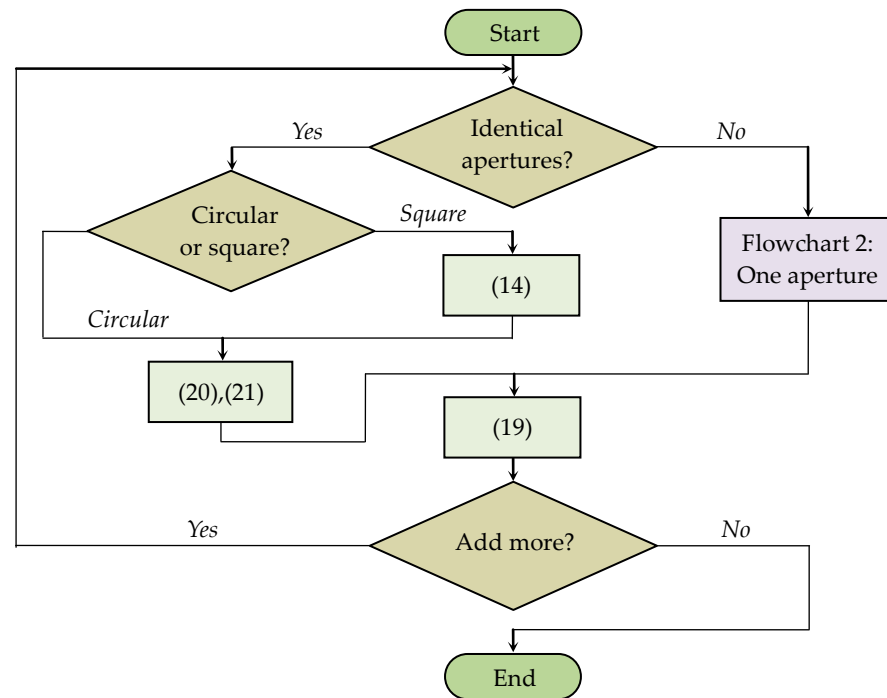 Start
Identical
apertures?
Yes
No
Circular
or square?
Square
Flowchart 2:
One aperture
(14)
Circular
(20),(21)
(19)
Add more?
Yes
No
End